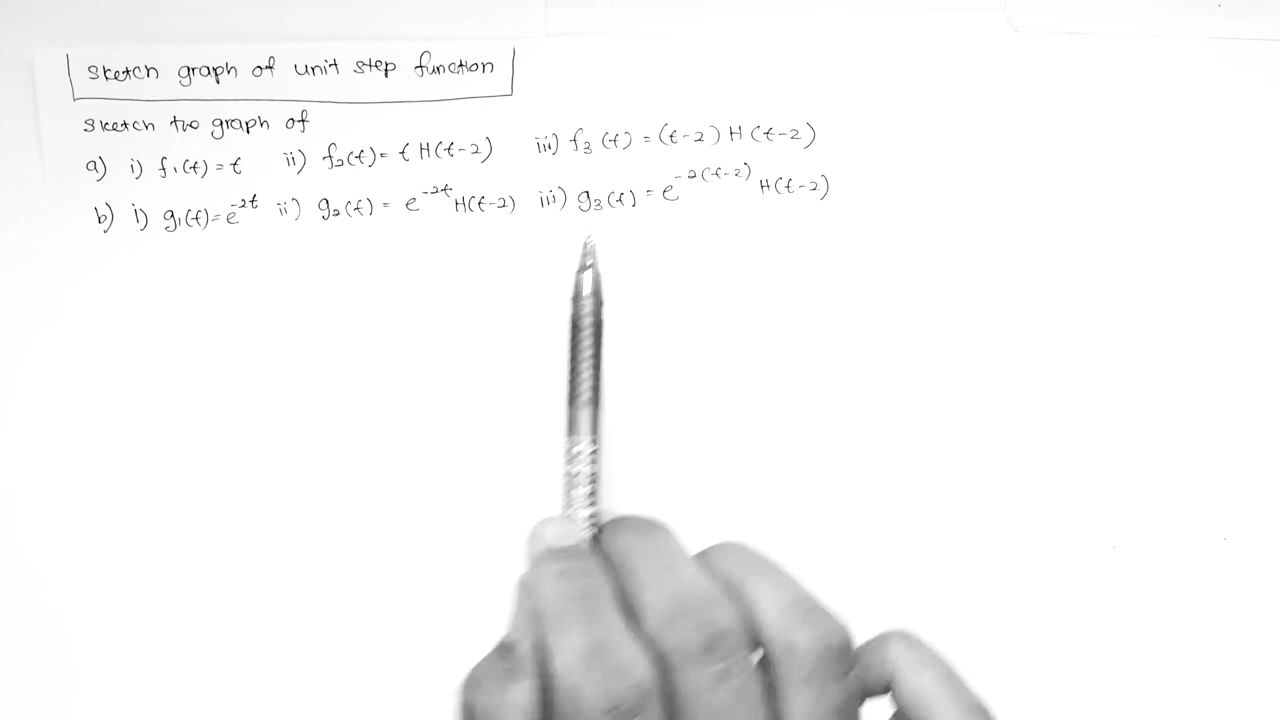 Sketch graph of unit step function
Sketch the graph of
a) i) f₁(t) = t ii) f₂(t) = t H(t-2) iii) f₃(t) = (t-2) H(t-2)
b) i) g₁(t) = e^-2t ii) g₂(t) = e^-2t H(t-2) iii) g₃(t) = e^-2(t-2) H(t-2)